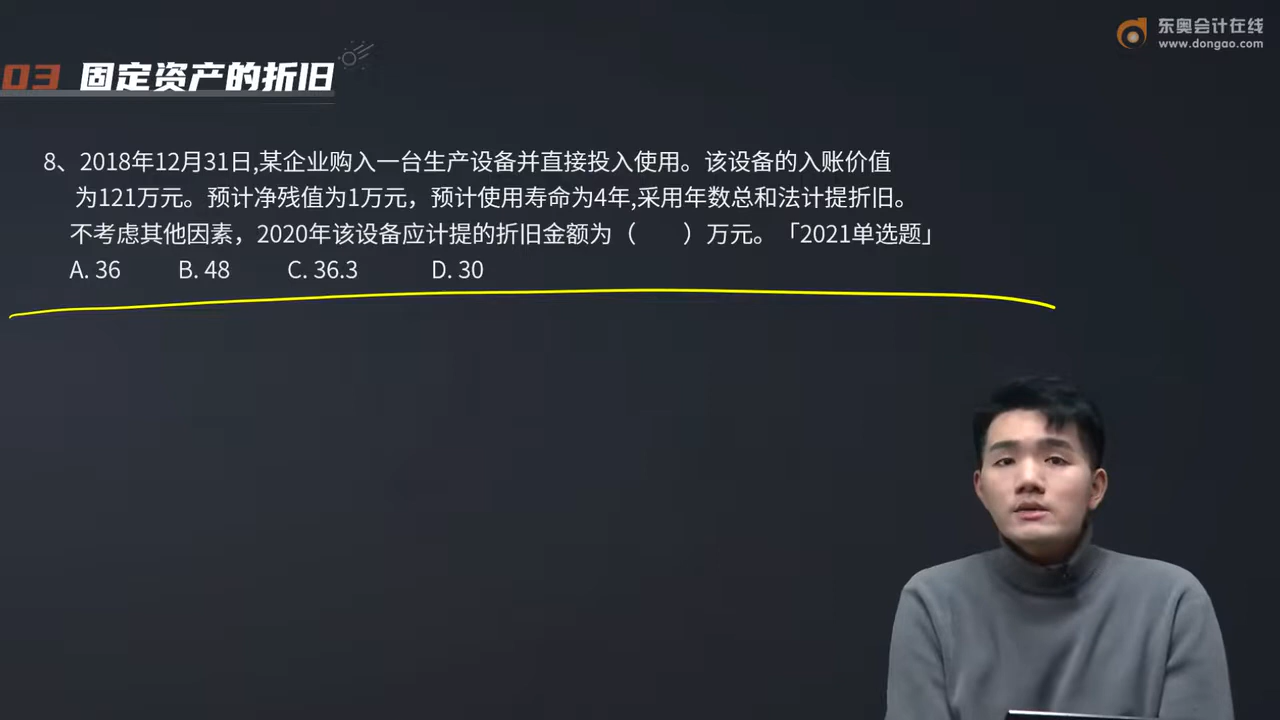 东奥会计在线
www.dongao.com
03 固定资产的折旧
8、2018年12月31日,某企业购入一台生产设备并直接投入使用。该设备的入账价值
为121万元。预计净残值为1万元，预计使用寿命为4年,采用年数总和法计提折旧。
不考虑其他因素，2020年该设备应计提的折旧金额为（　　）万元。「2021单选题」
A. 36 B. 48 C. 36.3 D. 30